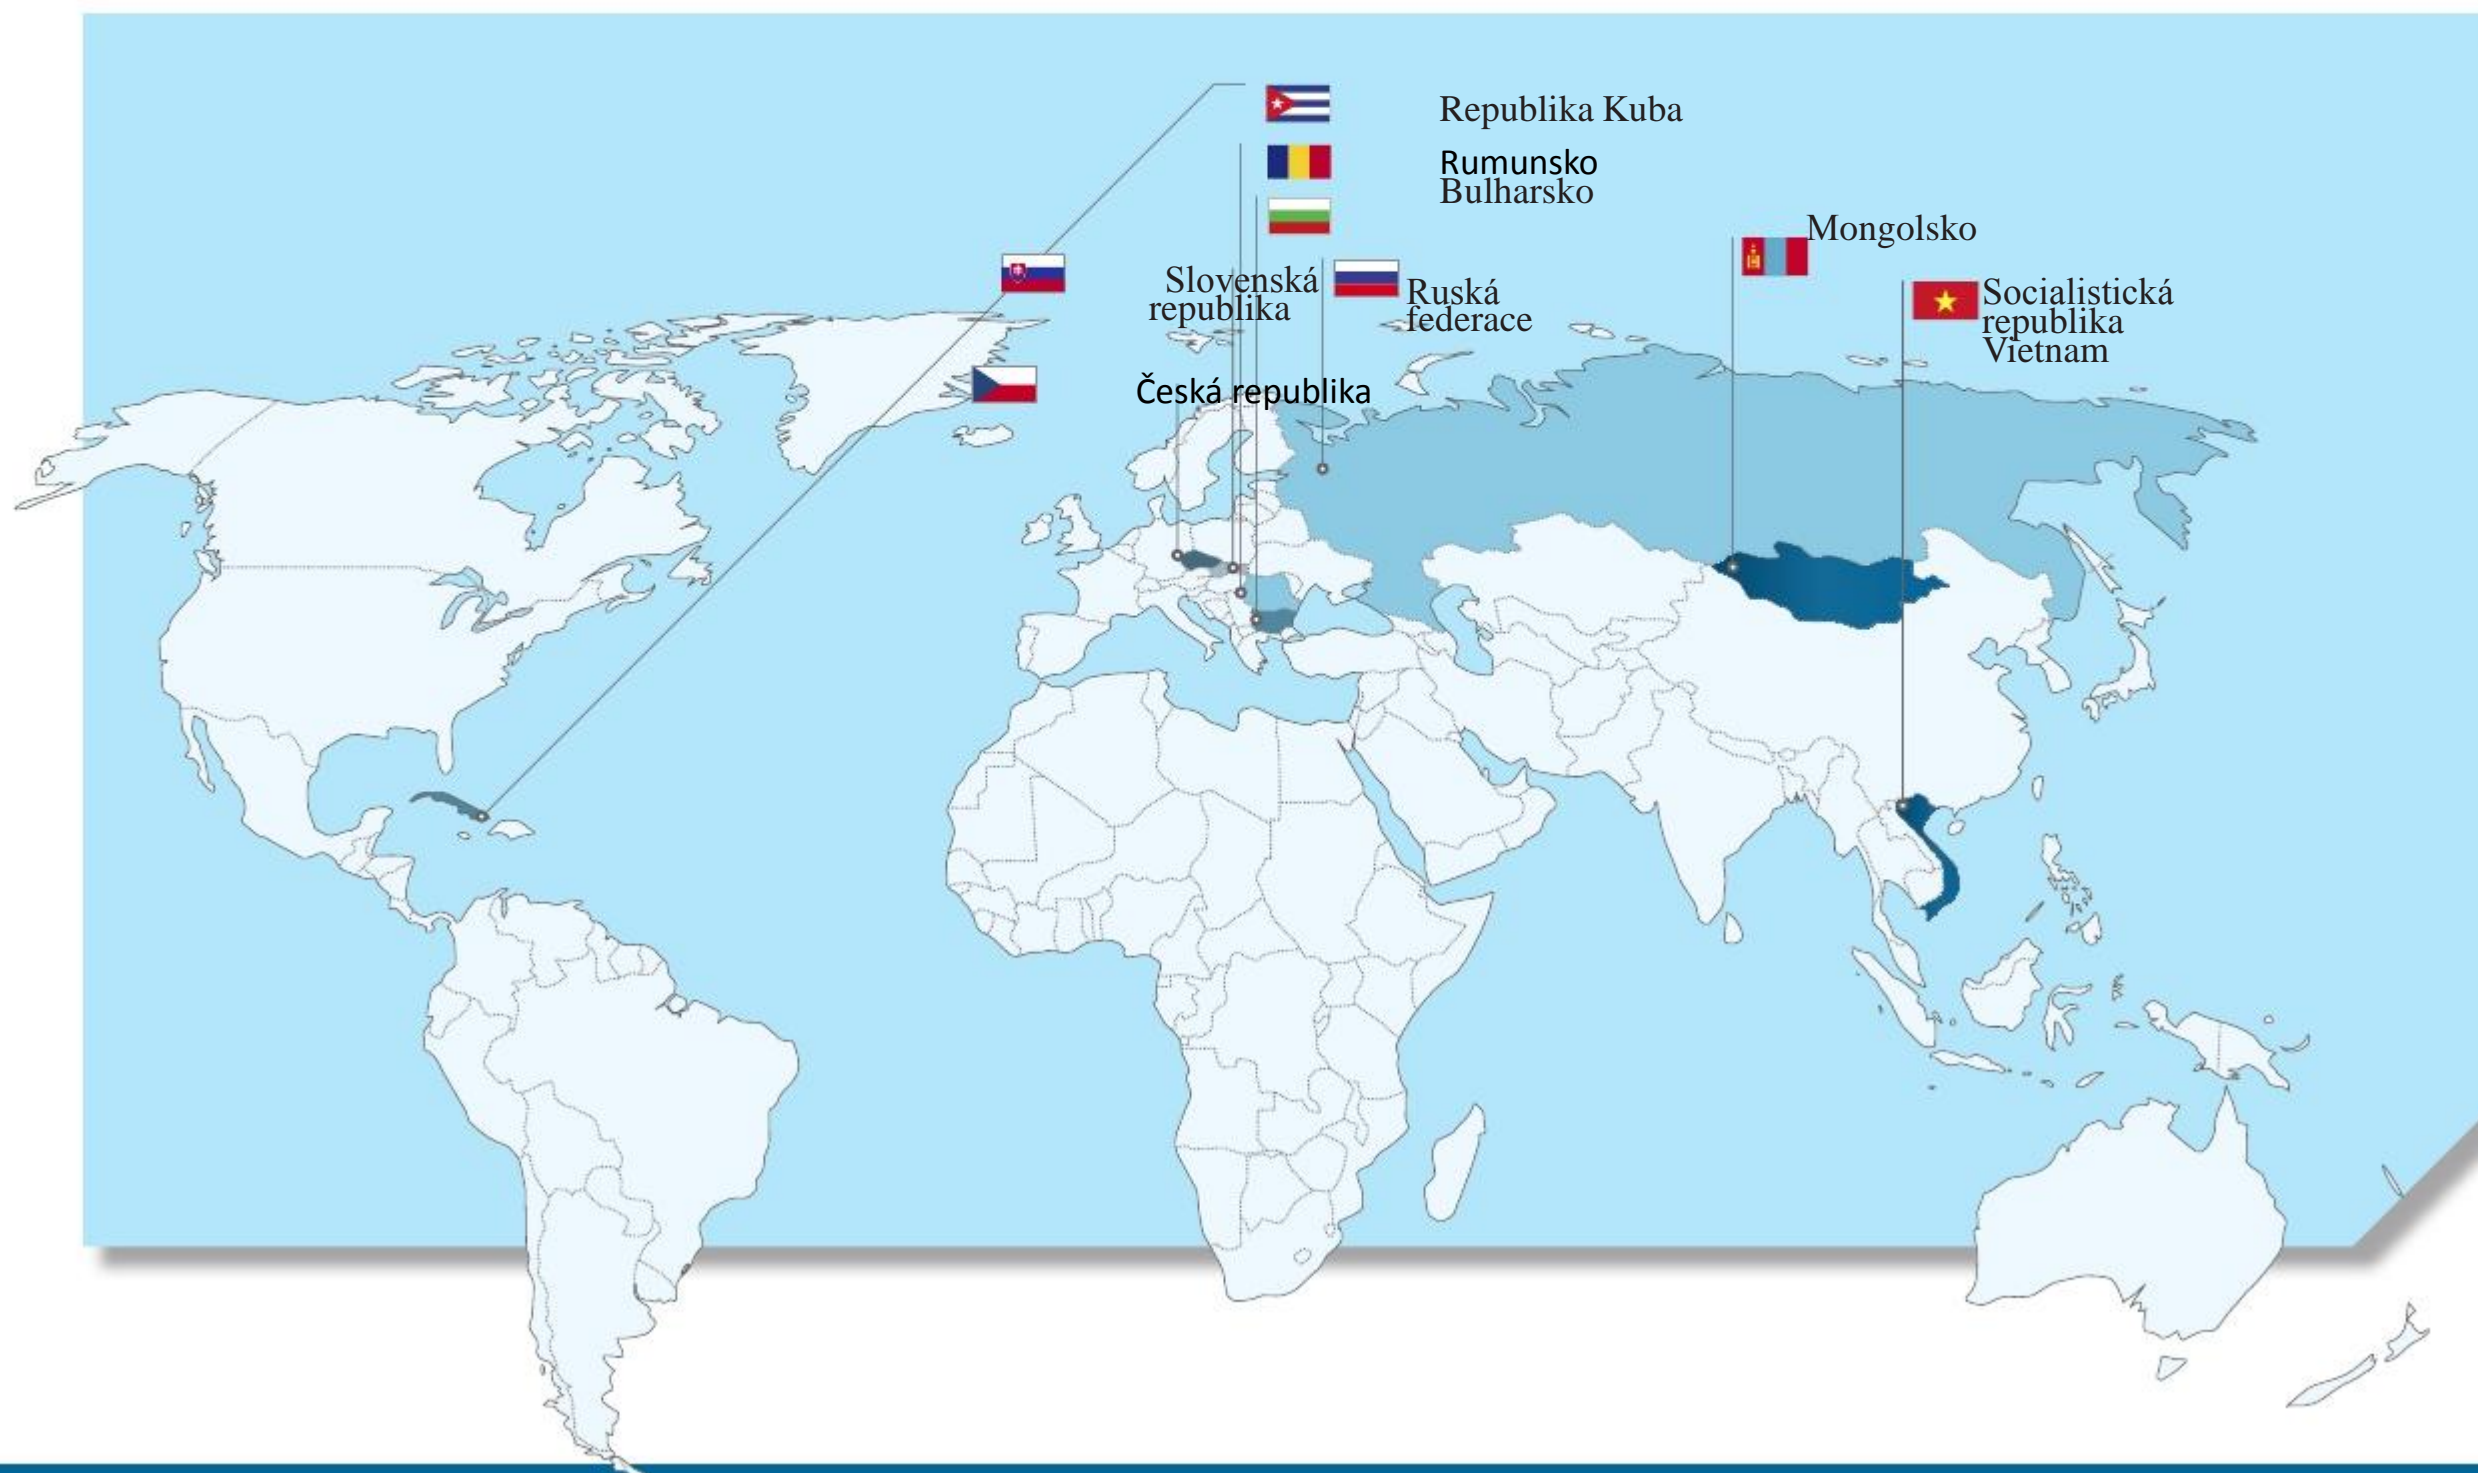 Republika Kuba
Rumunsko
Bulharsko
Mongolsko
Slovenská
republika
Ruská
federace
Socialistická
republika
Vietnam
Česká republika